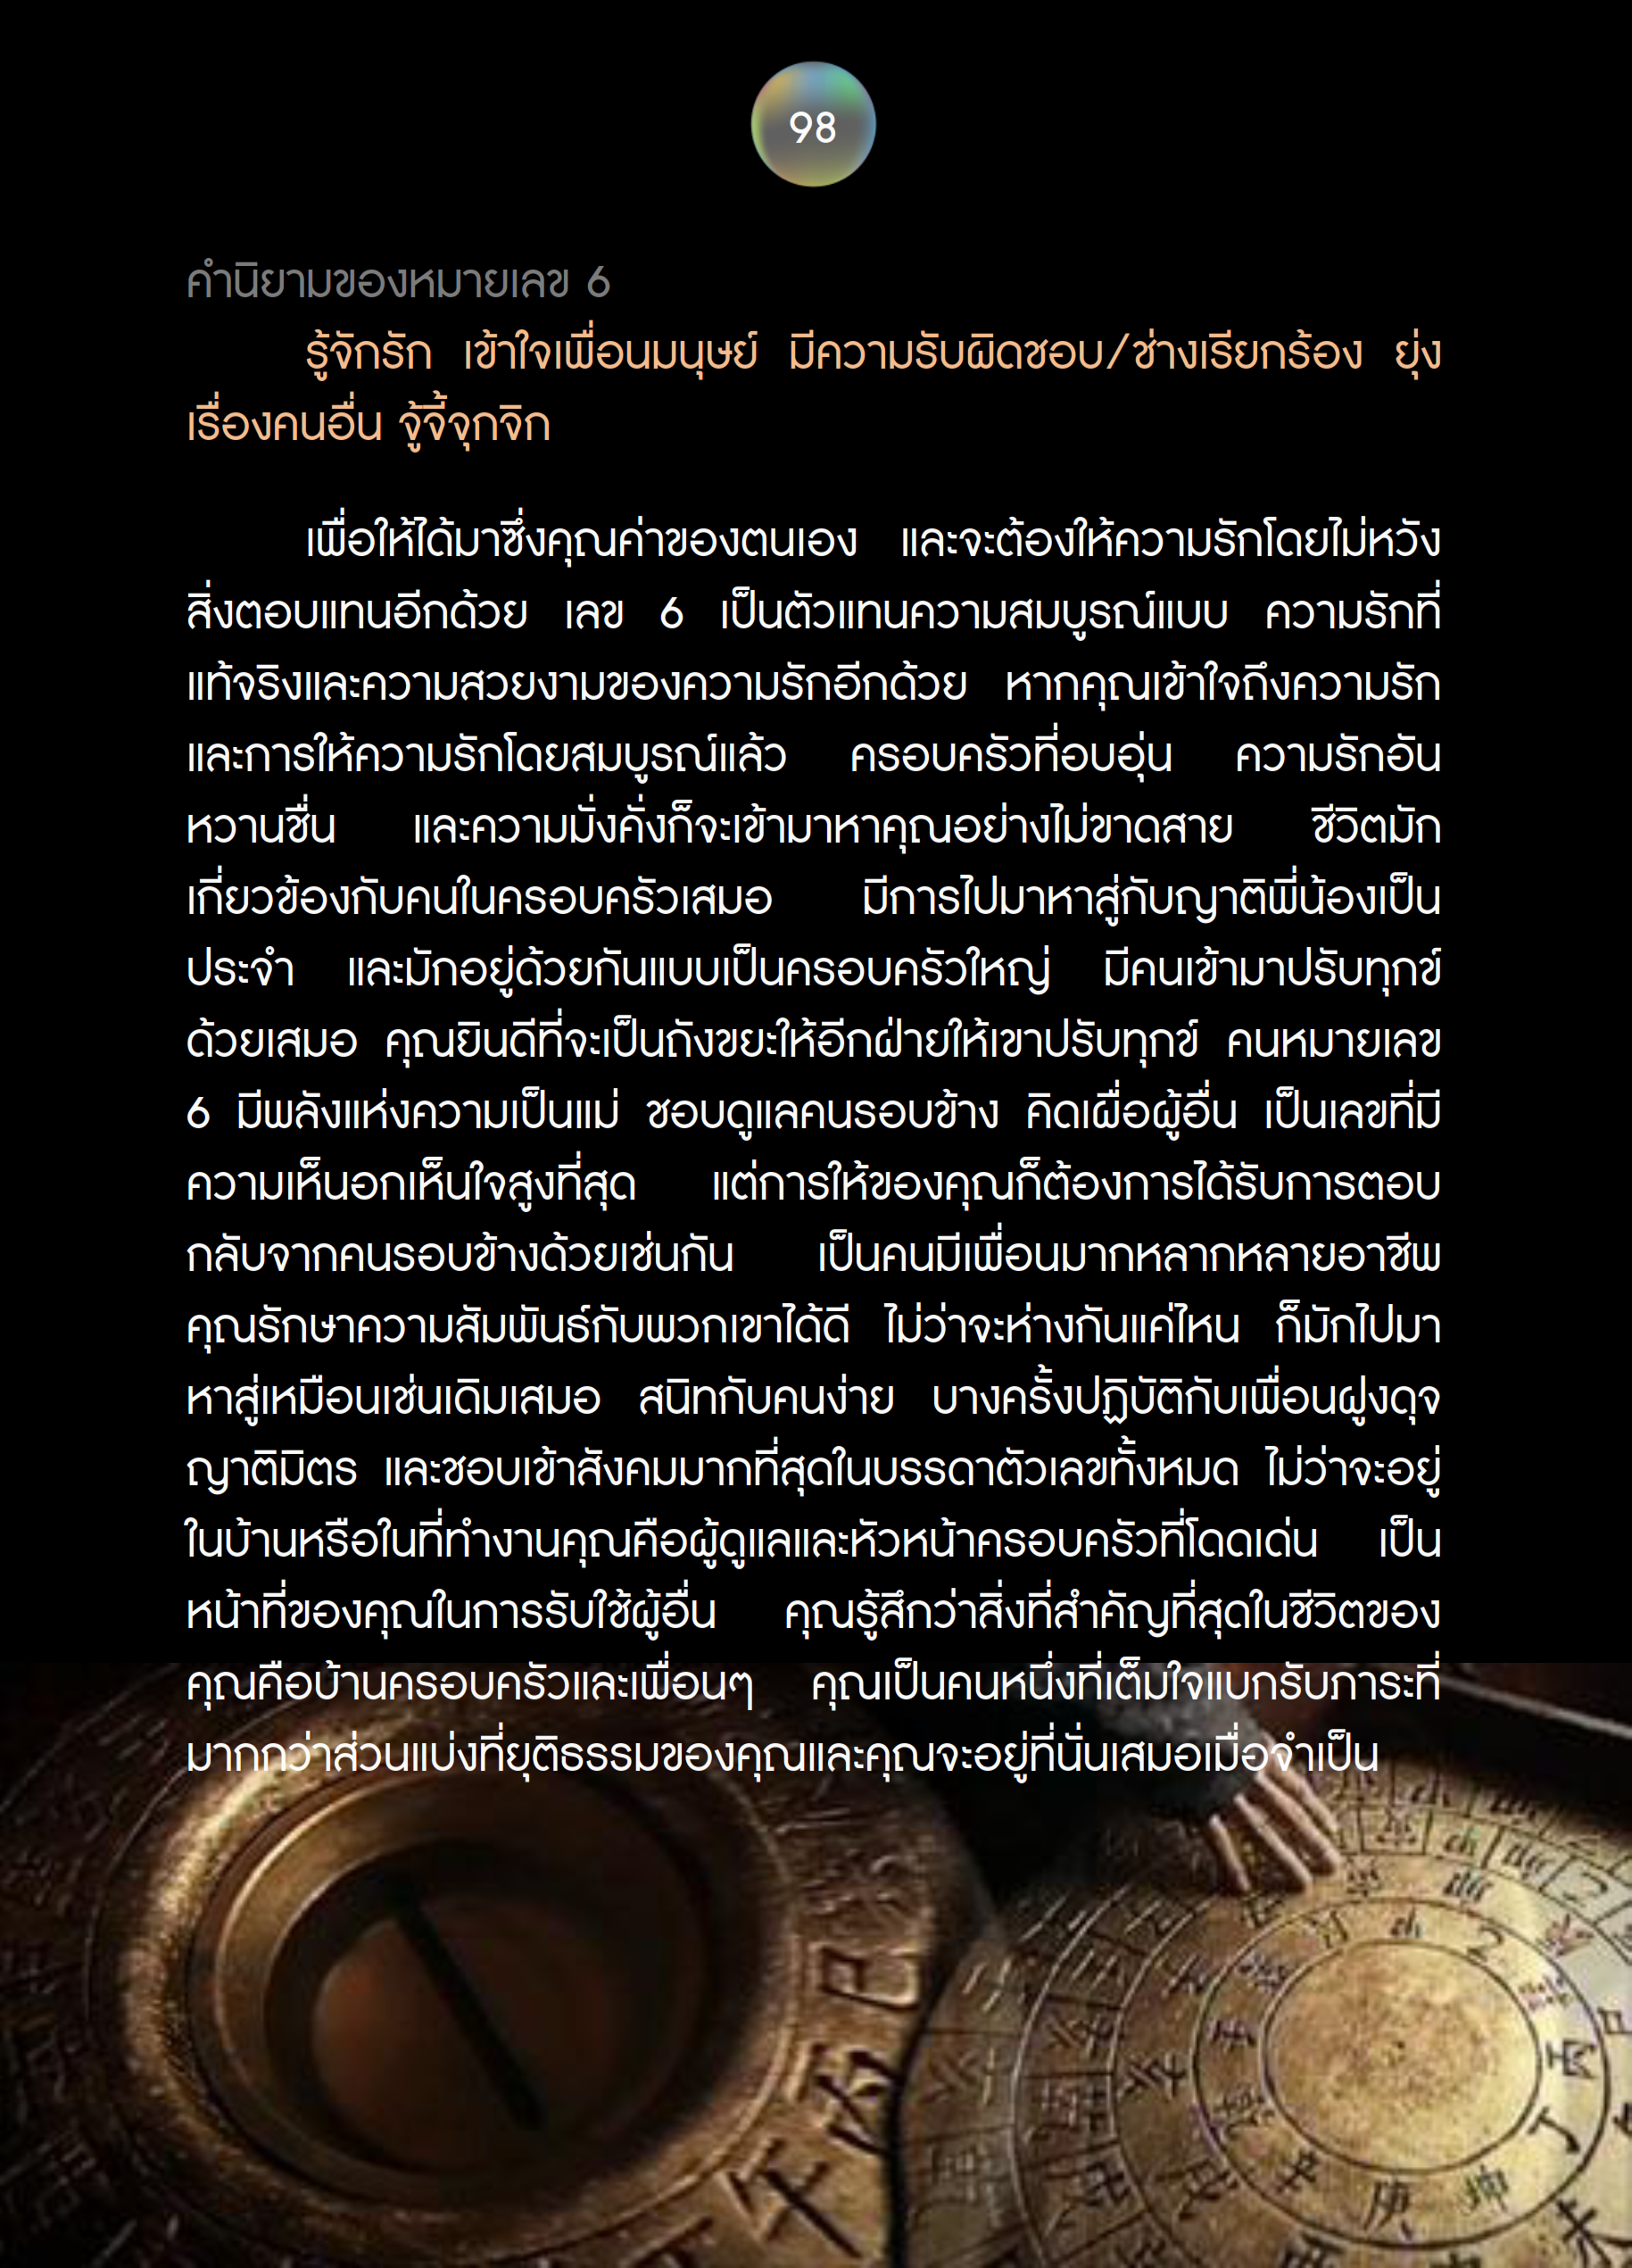 98
คำนิยามของหมายเลข 6
รู้จักรัก เข้าใจเพื่อนมนุษย์ มีความรับผิดชอบ/ช่างเรียกร้อง ยุ่ง
เรื่องคนอื่น จู้จี้จุกจิก
เพื่อให้ได้มาซึ่งคุณค่าของตนเอง และจะต้องให้ความรักโดยไม่หวัง
สิ่งตอบแทนอีกด้วย เลข 6 เป็นตัวแทนความสมบูรณ์แบบ ความรักที่
แท้จริงและความสวยงามของความรักอีกด้วย หากคุณเข้าใจถึงความรัก
และการให้ความรักโดยสมบูรณ์แล้ว ครอบครัวที่อบอุ่น ความรักอัน
หวานชื่น และความมั่งคั่งก็จะเข้ามาหาคุณอย่างไม่ขาดสาย ชีวิตมัก
เกี่ยวข้องกับคนในครอบครัวเสมอ มีการไปมาหาสู่กับญาติพี่น้องเป็น
ประจำ และมักอยู่ด้วยกันแบบเป็นครอบครัวใหญ่ มีคนเข้ามาปรับทุกข์
ด้วยเสมอ คุณยินดีที่จะเป็นถังขยะให้อีกฝ่ายให้เขาปรับทุกข์ คนหมายเลข
6 มีพลังแห่งความเป็นแม่ ชอบดูแลคนรอบข้าง คิดเผื่อผู้อื่น เป็นเลขที่มี
ความเห็นอกเห็นใจสูงที่สุด แต่การให้ของคุณก็ต้องการได้รับการตอบ
กลับจากคนรอบข้างด้วยเช่นกัน เป็นคนมีเพื่อนมากหลากหลายอาชีพ
คุณรักษาความสัมพันธ์กับพวกเขาได้ดี ไม่ว่าจะห่างกันแค่ไหน ก็มักไปมา
หาสู่เหมือนเช่นเดิมเสมอ สนิทกับคนง่าย บางครั้งปฏิบัติกับเพื่อนฝูงดุจ
ญาติมิตร และชอบเข้าสังคมมากที่สุดในบรรดาตัวเลขทั้งหมด ไม่ว่าจะอยู่
ในบ้านหรือในที่ทำงานคุณคือผู้ดูแลและหัวหน้าครอบครัวที่โดดเด่น เป็น
หน้าที่ของคุณในการรับใช้ผู้อื่น คุณรู้สึกว่าสิ่งที่สำคัญที่สุดในชีวิตของ
คุณคือบ้านครอบครัวและเพื่อนๆ คุณเป็นคนหนึ่งที่เต็มใจแบกรับภาระที่
มากกว่าส่วนแบ่งที่ยุติธรรมของคุณและคุณจะอยู่ที่นั่นเสมอเมื่อจำเป็น
巳
丙
午
丁
庚
坤